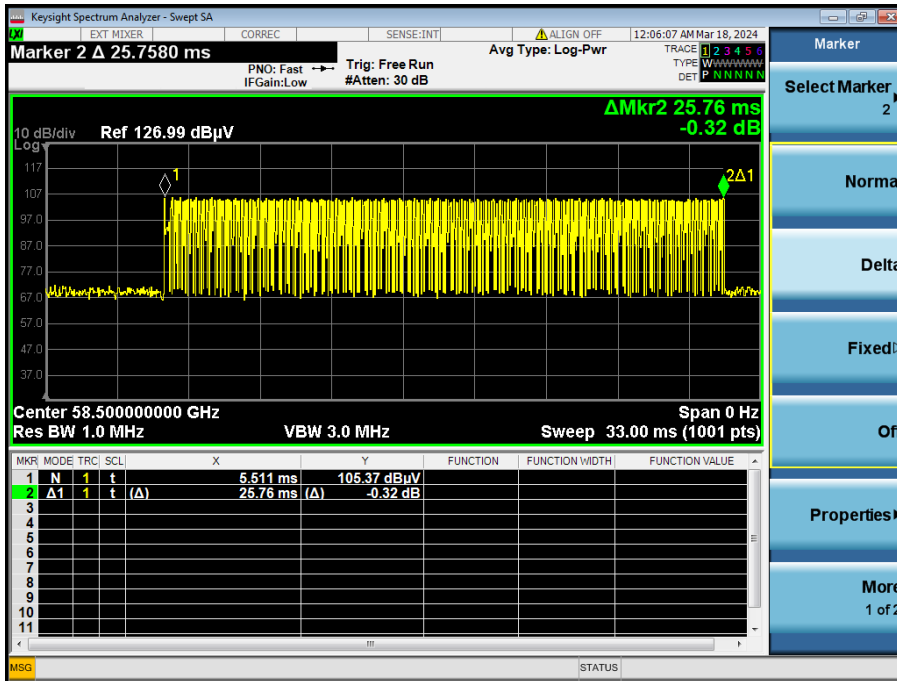 Keysight Spectrum Analyzer - Swept SA
LXI EXT MIXER CORREC SENSE:INT ALIGN OFF 12:06:07 AM Mar 18, 2024
Marker 2 Δ 25.7580 ms
PNO: Fast
IFGain:Low
Trig: Free Run
#Atten: 30 dB
Avg Type: Log-Pwr
TRACE 1 2 3 4 5 6
TYPE WWWWWW
DET P N N N N N
ΔMkr2 25.76 ms
-0.32 dB
10 dB/div Ref 126.99 dBµV
Log
117
107
97.0
87.0
77.0
67.0
57.0
47.0
37.0
1
2Δ1
Center 58.500000000 GHz Span 0 Hz
Res BW 1.0 MHz VBW 3.0 MHz Sweep 33.00 ms (1001 pts)
MKR MODE TRC SCL X Y FUNCTION FUNCTION WIDTH FUNCTION VALUE
1 N 1 t 5.511 ms 105.37 dBµV
2 Δ1 1 t (Δ) 25.76 ms (Δ) -0.32 dB
3
4
5
6
7
8
9
10
11
MSG STATUS
Marker
Select Marker
2
Norma
Delta
Fixed
Of
Properties
More
1 of 2